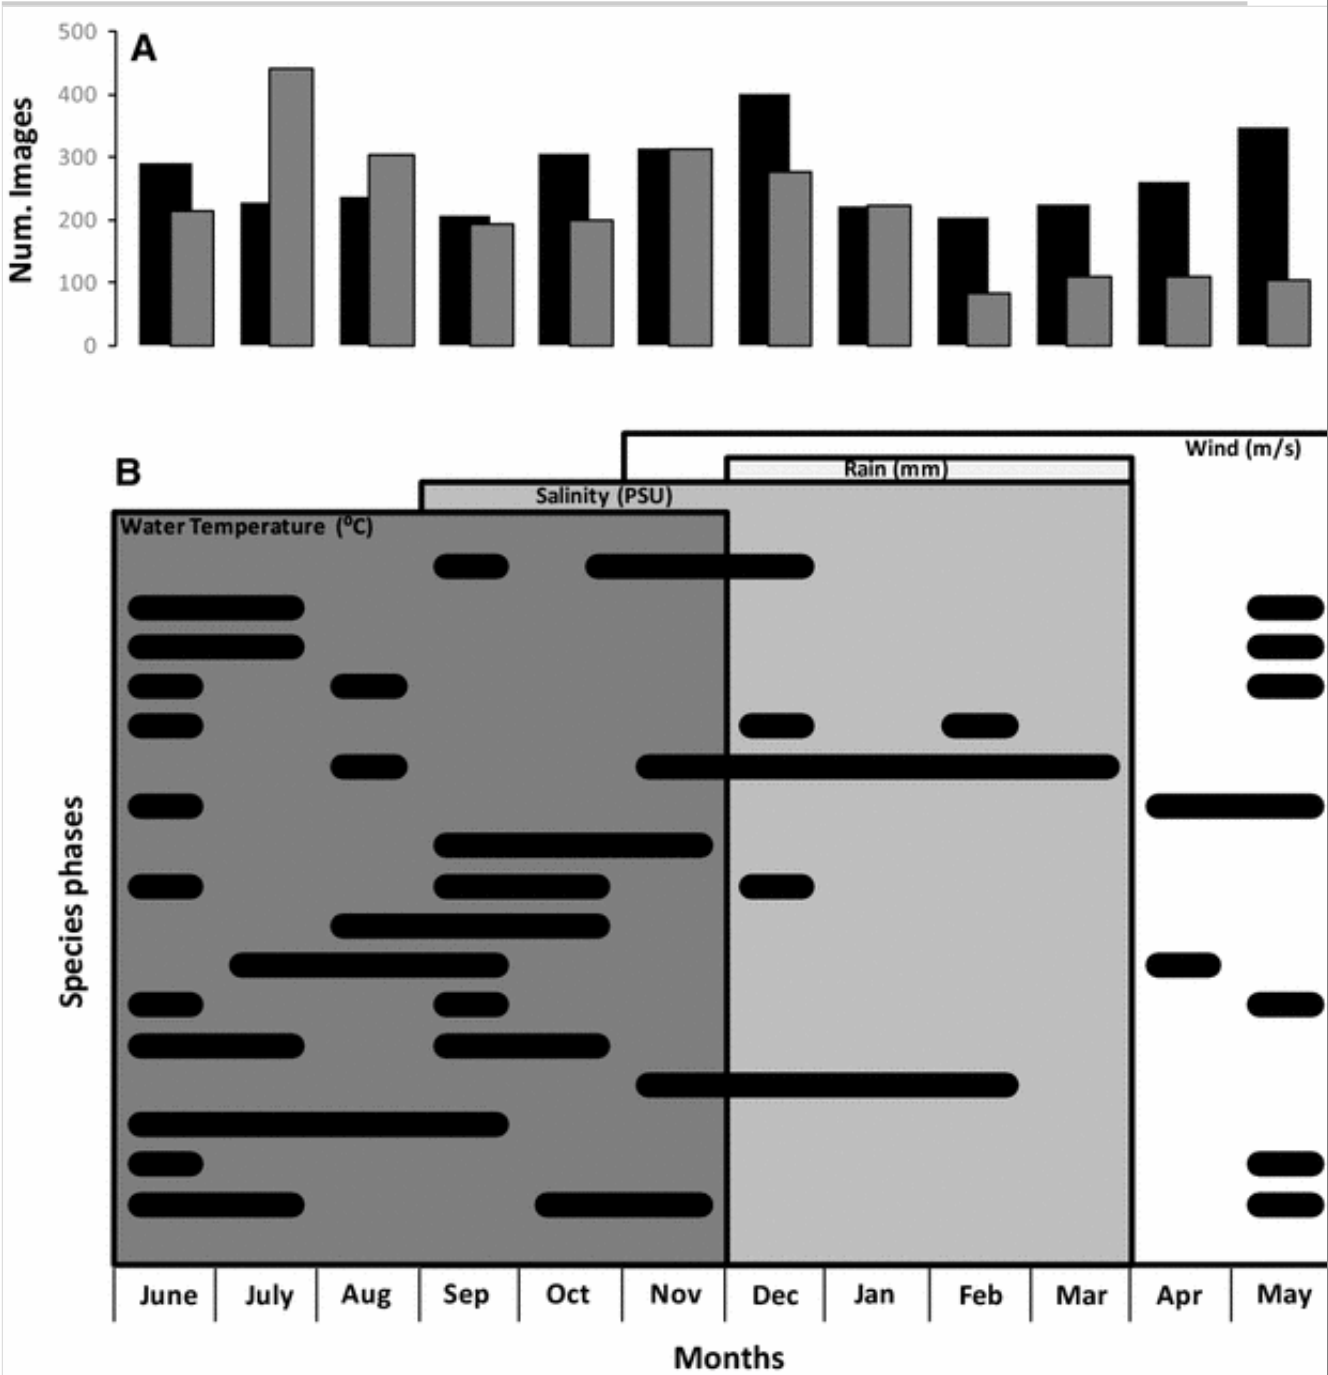 A
500
400
300
200
100
0
Num. Images
B
Wind (m/s)
Rain (mm)
Salinity (PSU)
Water Temperature (⁰C)
Species phases
June July Aug Sep Oct Nov Dec Jan Feb Mar Apr May
Months